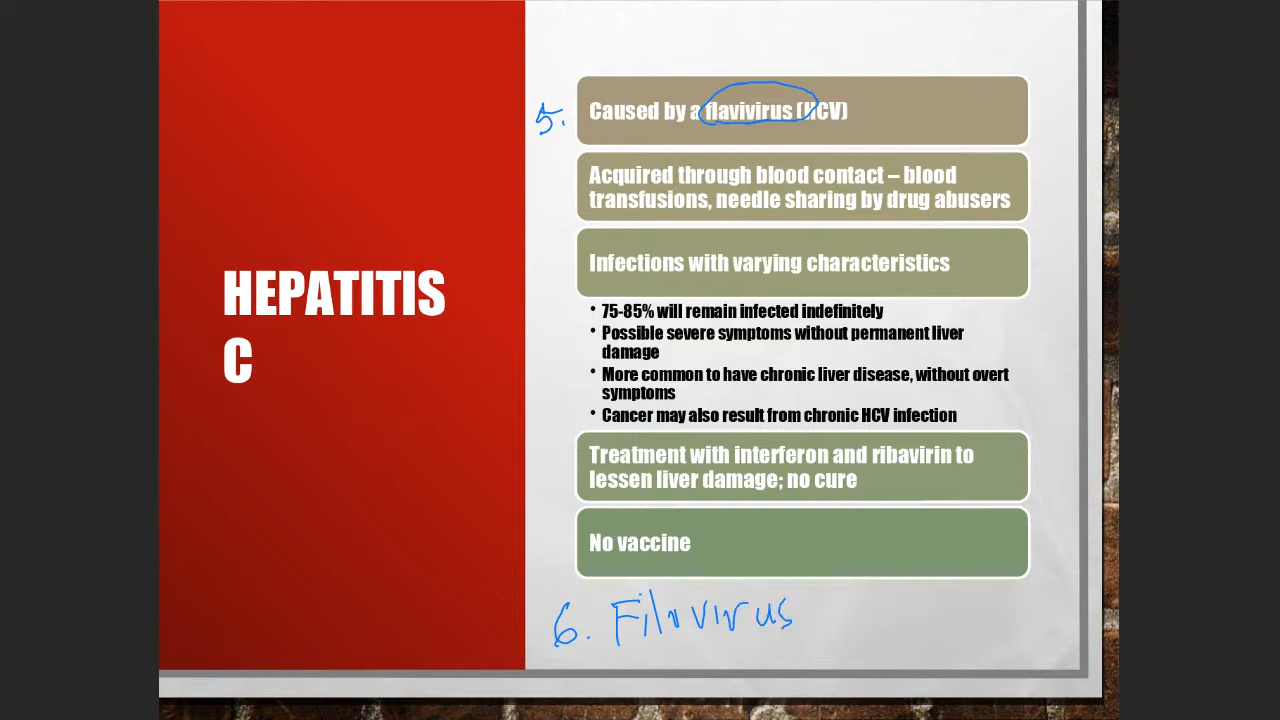 HEPATITIS
C
5.
Caused by a flavivirus (HCV)
Acquired through blood contact – blood
transfusions, needle sharing by drug abusers
Infections with varying characteristics
• 75-85% will remain infected indefinitely
• Possible severe symptoms without permanent liver
damage
• More common to have chronic liver disease, without overt
symptoms
• Cancer may also result from chronic HCV infection
Treatment with interferon and ribavirin to
lessen liver damage; no cure
No vaccine
6. Filovirus